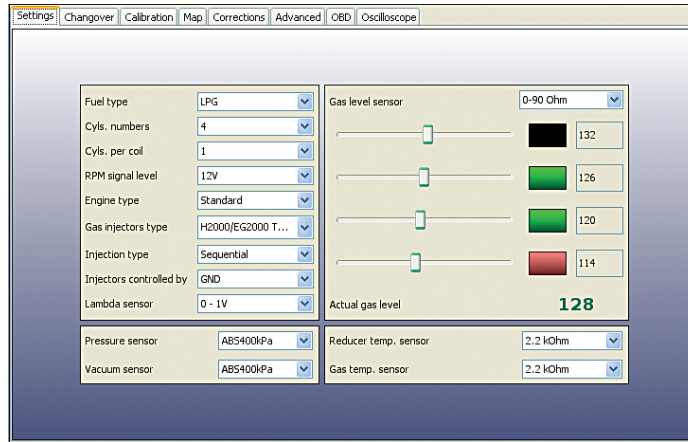 Settings Changover Calibration Map Corrections Advanced OBD Oscilloscope
Fuel type LPG
Cyls. numbers 4
Cyls. per coil 1
RPM signal level 12V
Engine type Standard
Gas injectors type H2000/EG2000 T...
Injection type Sequential
Injectors controlled by GND
Lambda sensor 0 - 1V
Gas level sensor 0-90 Ohm
132
126
120
114
Actual gas level 128
Pressure sensor ABS400kPa
Vacuum sensor ABS400kPa
Reducer temp. sensor 2.2 kOhm
Gas temp. sensor 2.2 kOhm